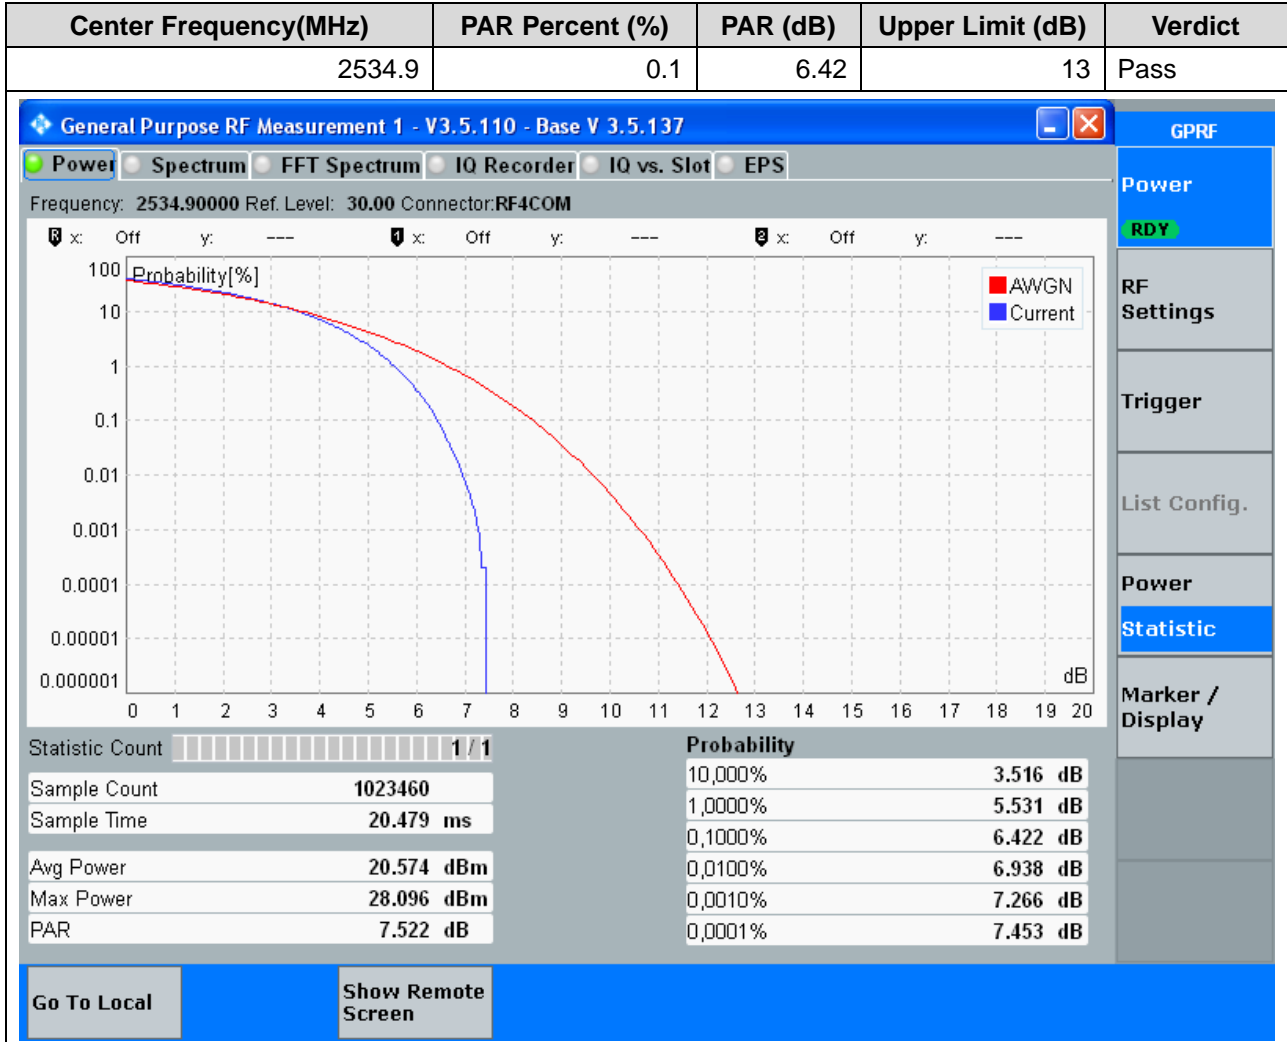 Center Frequency(MHz) PAR Percent (%) PAR (dB) Upper Limit (dB) Verdict
2534.9 0.1 6.42 13 Pass
General Purpose RF Measurement 1 - V3.5.110 - Base V 3.5.137
GPRF
Power Spectrum FFT Spectrum IQ Recorder IQ vs. Slot EPS
Power
RDY
Frequency: 2534.90000 Ref. Level: 30.00 Connector:RF4COM
R x: Off y: --- 1 x: Off y: --- 2 x: Off y: ---
100 Probability[%]
AWGN
Current
RF
Settings
10
1
Trigger
0.1
0.01
List Config.
0.001
0.0001
Power
Statistic
0.00001
0.000001
dB
Marker /
Display
0 1 2 3 4 5 6 7 8 9 10 11 12 13 14 15 16 17 18 19 20
Statistic Count 1 / 1
Probability
Sample Count 1023460
Sample Time 20.479 ms
Avg Power 20.574 dBm
Max Power 28.096 dBm
PAR 7.522 dB
10,000% 3.516 dB
1,0000% 5.531 dB
0,1000% 6.422 dB
0,0100% 6.938 dB
0,0010% 7.266 dB
0,0001% 7.453 dB
Go To Local
Show Remote
Screen